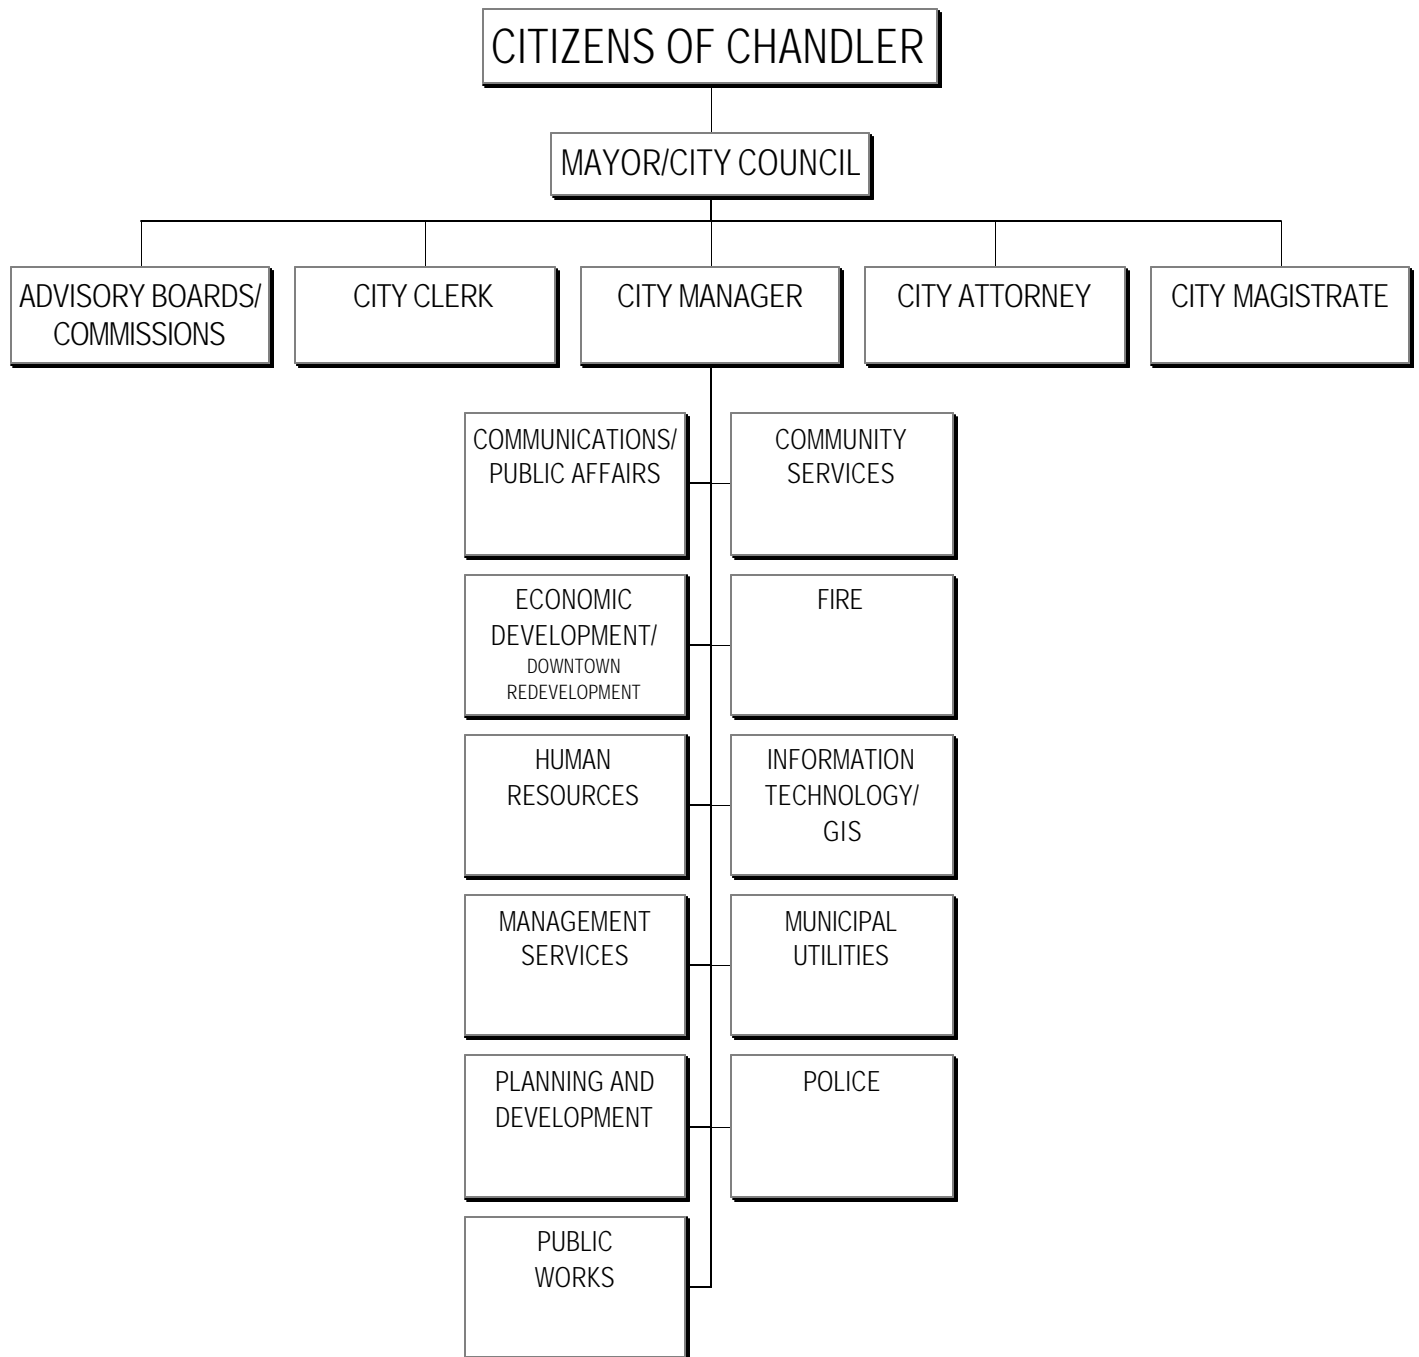 CITIZENS OF CHANDLER
MAYOR/CITY COUNCIL
ADVISORY BOARDS/
COMMISSIONS
CITY CLERK
CITY MANAGER
CITY ATTORNEY
CITY MAGISTRATE
COMMUNICATIONS/
PUBLIC AFFAIRS
COMMUNITY
SERVICES
ECONOMIC
DEVELOPMENT/
DOWNTOWN
REDEVELOPMENT
FIRE
HUMAN
RESOURCES
INFORMATION
TECHNOLOGY/
GIS
MANAGEMENT
SERVICES
MUNICIPAL
UTILITIES
PLANNING AND
DEVELOPMENT
POLICE
PUBLIC
WORKS